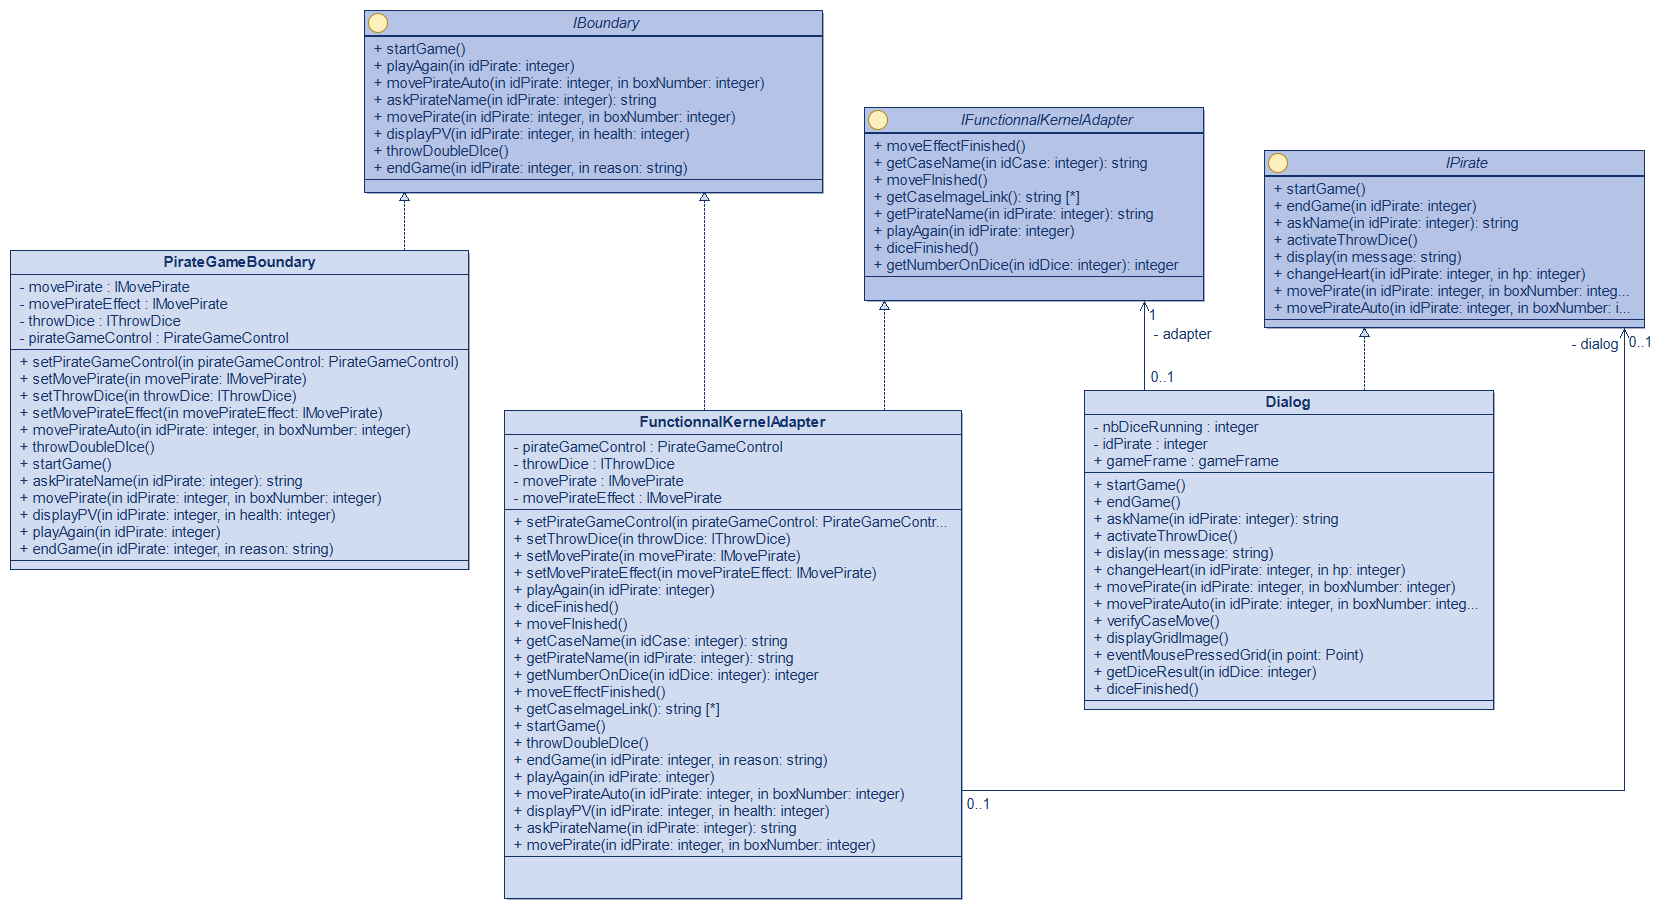 IBoundary
+ startGame()
+ playAgain(in idPirate: integer)
+ movePirateAuto(in idPirate: integer, in boxNumber: integer)
+ askPirateName(in idPirate: integer): string
+ movePirate(in idPirate: integer, in boxNumber: integer)
+ displayPV(in idPirate: integer, in health: integer)
+ throwDoubleDIce()
+ endGame(in idPirate: integer, in reason: string)
IFunctionnalKernelAdapter
+ moveEffectFinished()
+ getCaseName(in idCase: integer): string
+ moveFInished()
+ getCaseImageLink(): string [*]
+ getPirateName(in idPirate: integer): string
+ playAgain(in idPirate: integer)
+ diceFinished()
+ getNumberOnDice(in idDice: integer): integer
IPirate
+ startGame()
+ endGame(in idPirate: integer)
+ askName(in idPirate: integer): string
+ activateThrowDice()
+ display(in message: string)
+ changeHeart(in idPirate: integer, in hp: integer)
+ movePirate(in idPirate: integer, in boxNumber: integ...
+ movePirateAuto(in idPirate: integer, in boxNumber: i...
PirateGameBoundary
- movePirate : IMovePirate
- movePirateEffect : IMovePirate
- throwDice : IThrowDice
- pirateGameControl : PirateGameControl
+ setPirateGameControl(in pirateGameControl: PirateGameControl)
+ setMovePirate(in movePirate: IMovePirate)
+ setThrowDice(in throwDice: IThrowDice)
+ setMovePirateEffect(in movePirateEffect: IMovePirate)
+ movePirateAuto(in idPirate: integer, in boxNumber: integer)
+ throwDoubleDIce()
+ startGame()
+ askPirateName(in idPirate: integer): string
+ movePirate(in idPirate: integer, in boxNumber: integer)
+ displayPV(in idPirate: integer, in health: integer)
+ playAgain(in idPirate: integer)
+ endGame(in idPirate: integer, in reason: string)
1
- adapter
0..1
- dialog
0..1
FunctionnalKernelAdapter
- pirateGameControl : PirateGameControl
- throwDice : IThrowDice
- movePirate : IMovePirate
- movePirateEffect : IMovePirate
+ setPirateGameControl(in pirateGameControl: PirateGameContr...
+ setThrowDice(in throwDice: IThrowDice)
+ setMovePirate(in movePirate: IMovePirate)
+ setMovePirateEffect(in movePirateEffect: IMovePirate)
+ playAgain(in idPirate: integer)
+ diceFinished()
+ moveFInished()
+ getCaseName(in idCase: integer): string
+ getPirateName(in idPirate: integer): string
+ getNumberOnDice(in idDice: integer): integer
+ moveEffectFinished()
+ getCaseImageLink(): string [*]
+ startGame()
+ throwDoubleDIce()
+ endGame(in idPirate: integer, in reason: string)
+ playAgain(in idPirate: integer)
+ movePirateAuto(in idPirate: integer, in boxNumber: integer)
+ displayPV(in idPirate: integer, in health: integer)
+ askPirateName(in idPirate: integer): string
+ movePirate(in idPirate: integer, in boxNumber: integer)
Dialog
- nbDiceRunning : integer
- idPirate : integer
+ gameFrame : gameFrame
+ startGame()
+ endGame()
+ askName(in idPirate: integer): string
+ activateThrowDice()
+ dislay(in message: string)
+ changeHeart(in idPirate: integer, in hp: integer)
+ movePirate(in idPirate: integer, in boxNumber: integer)
+ movePirateAuto(in idPirate: integer, in boxNumber: integ...
+ verifyCaseMove()
+ displayGridImage()
+ eventMousePressedGrid(in point: Point)
+ getDiceResult(in idDice: integer)
+ diceFinished()
0..1